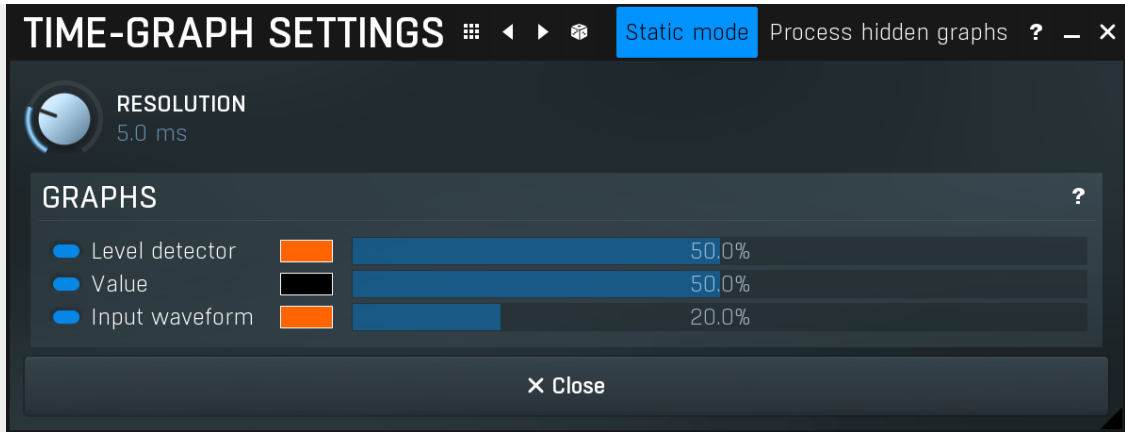 TIME-GRAPH SETTINGS Static mode Process hidden graphs ?
RESOLUTION
5.0 ms
GRAPHS ?
Level detector 50.0%
Value 50.0%
Input waveform 20.0%
Close